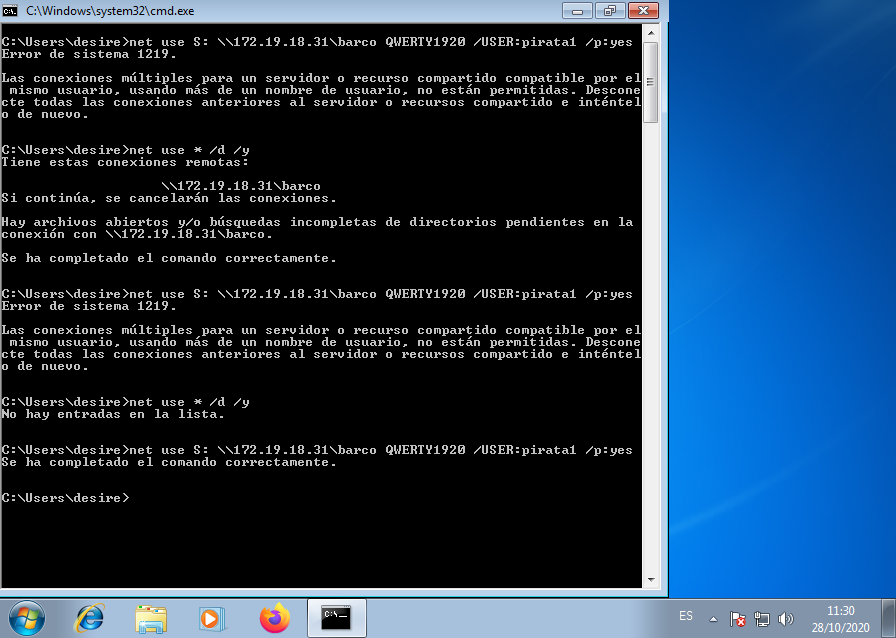 C:\Windows\system32\cmd.exe
C:\Users\desire>net use S: \\172.19.18.31\barco QWERTY1920 /USER:pirata1 /p:yes
Error de sistema 1219.
Las conexiones múltiples para un servidor o recurso compartido compatible por el
mismo usuario, usando más de un nombre de usuario, no están permitidas. Descone
cte todas las conexiones anteriores al servidor o recursos compartido e inténtel
o de nuevo.
C:\Users\desire>net use * /d /y
Tiene estas conexiones remotas:
\\172.19.18.31\barco
Si continúa, se cancelarán las conexiones.
Hay archivos abiertos y/o búsquedas incompletas de directorios pendientes en la
conexión con \\172.19.18.31\barco.
Se ha completado el comando correctamente.
C:\Users\desire>net use S: \\172.19.18.31\barco QWERTY1920 /USER:pirata1 /p:yes
Error de sistema 1219.
Las conexiones múltiples para un servidor o recurso compartido compatible por el
mismo usuario, usando más de un nombre de usuario, no están permitidas. Descone
cte todas las conexiones anteriores al servidor o recursos compartido e inténtel
o de nuevo.
C:\Users\desire>net use * /d /y
No hay entradas en la lista.
C:\Users\desire>net use S: \\172.19.18.31\barco QWERTY1920 /USER:pirata1 /p:yes
Se ha completado el comando correctamente.
C:\Users\desire>
ES
11:30
28/10/2020